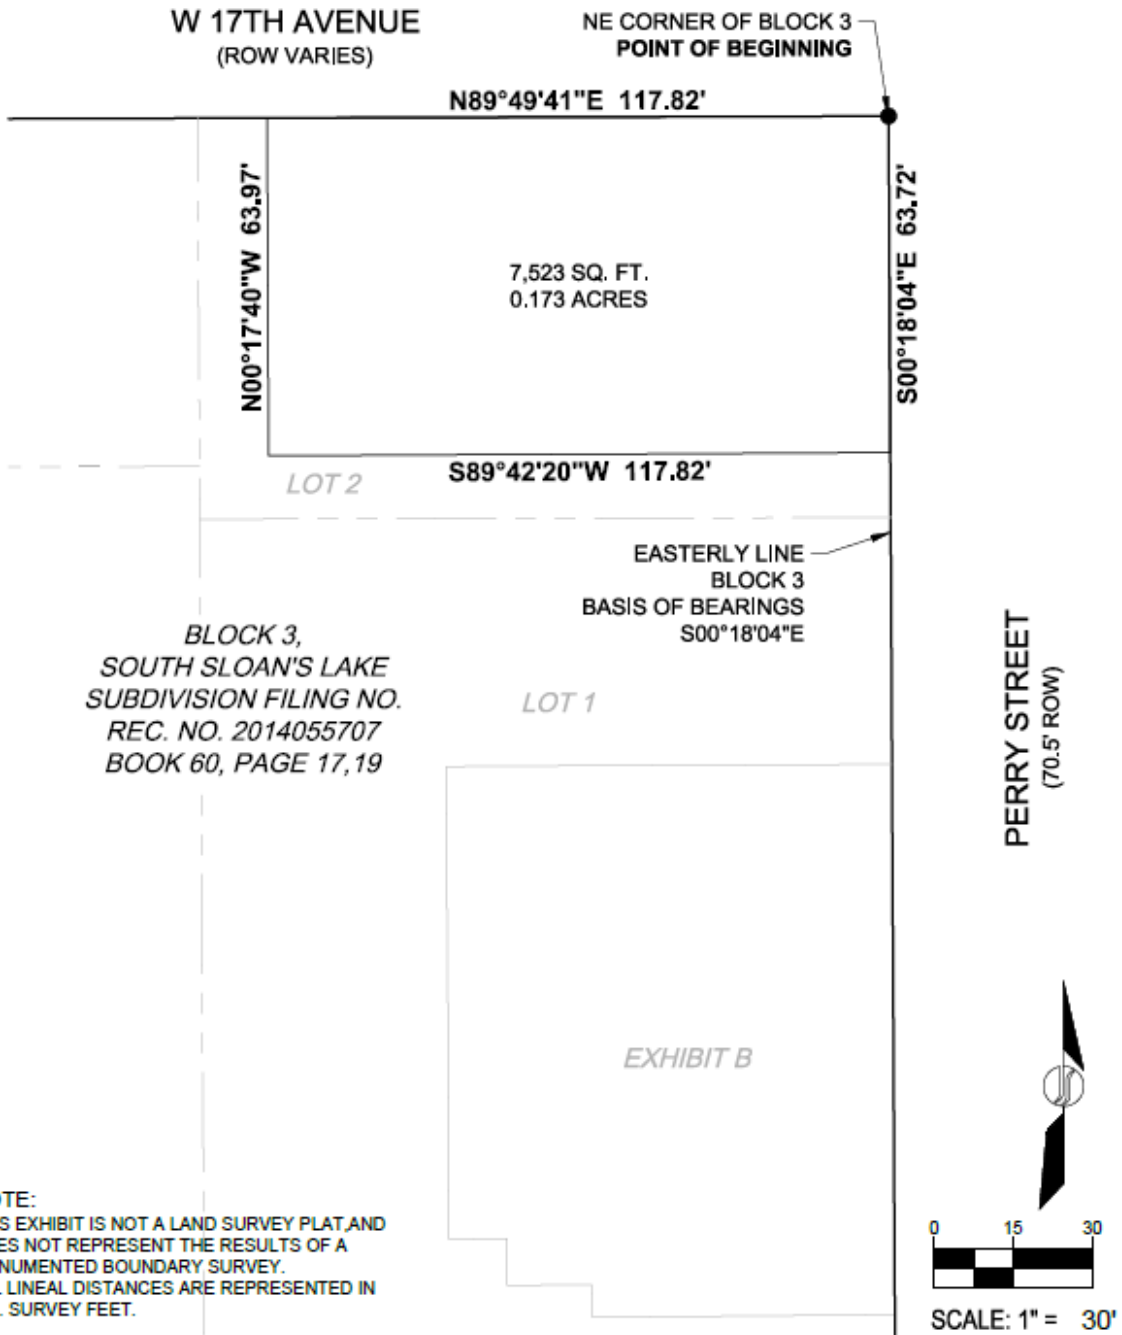 W 17TH AVENUE
(ROW VARIES)
NE CORNER OF BLOCK 3
POINT OF BEGINNING
N89°49'41"E 117.82'
N00°17'40"W 63.97'
7,523 SQ. FT.
0.173 ACRES
S00°18'04"E 63.72'
S89°42'20"W 117.82'
LOT 2
EASTERLY LINE
BLOCK 3
BASIS OF BEARINGS
S00°18'04"E
BLOCK 3,
SOUTH SLOAN'S LAKE
SUBDIVISION FILING NO.
REC. NO. 2014055707
BOOK 60, PAGE 17,19
LOT 1
PERRY STREET
(70.5' ROW)
EXHIBIT B
TE:
S EXHIBIT IS NOT A LAND SURVEY PLAT,AND
ES NOT REPRESENT THE RESULTS OF A
NUMENTED BOUNDARY SURVEY.
. LINEAL DISTANCES ARE REPRESENTED IN
. SURVEY FEET.
0 15 30
SCALE: 1" = 30'